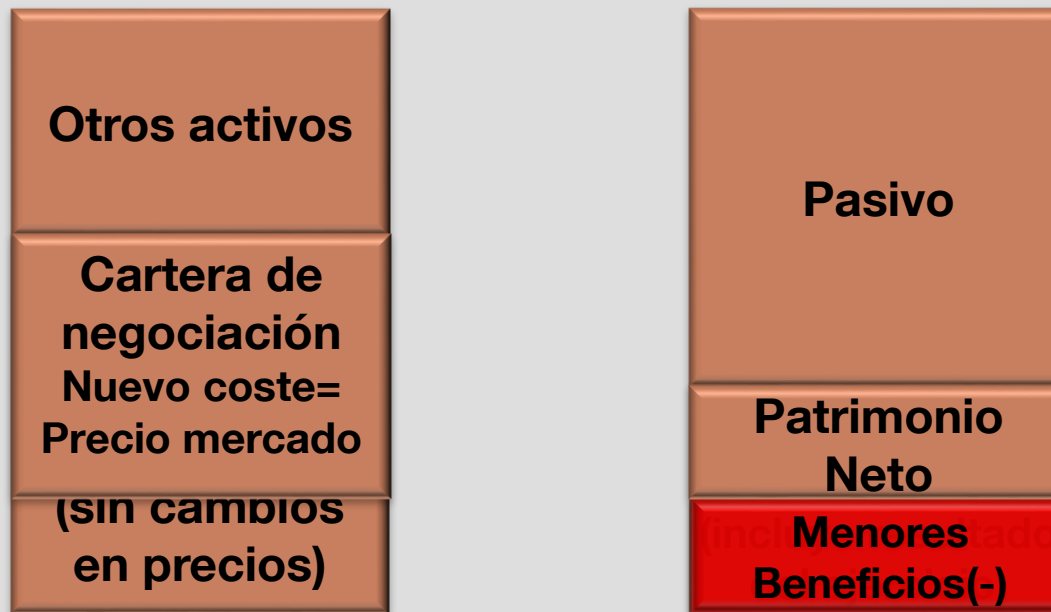 Otros activos
Cartera de
negociación
Nuevo coste=
Precio mercado
(sin cambios
en precios)
Pasivo
Patrimonio
Neto
Menores
Beneficios(-)